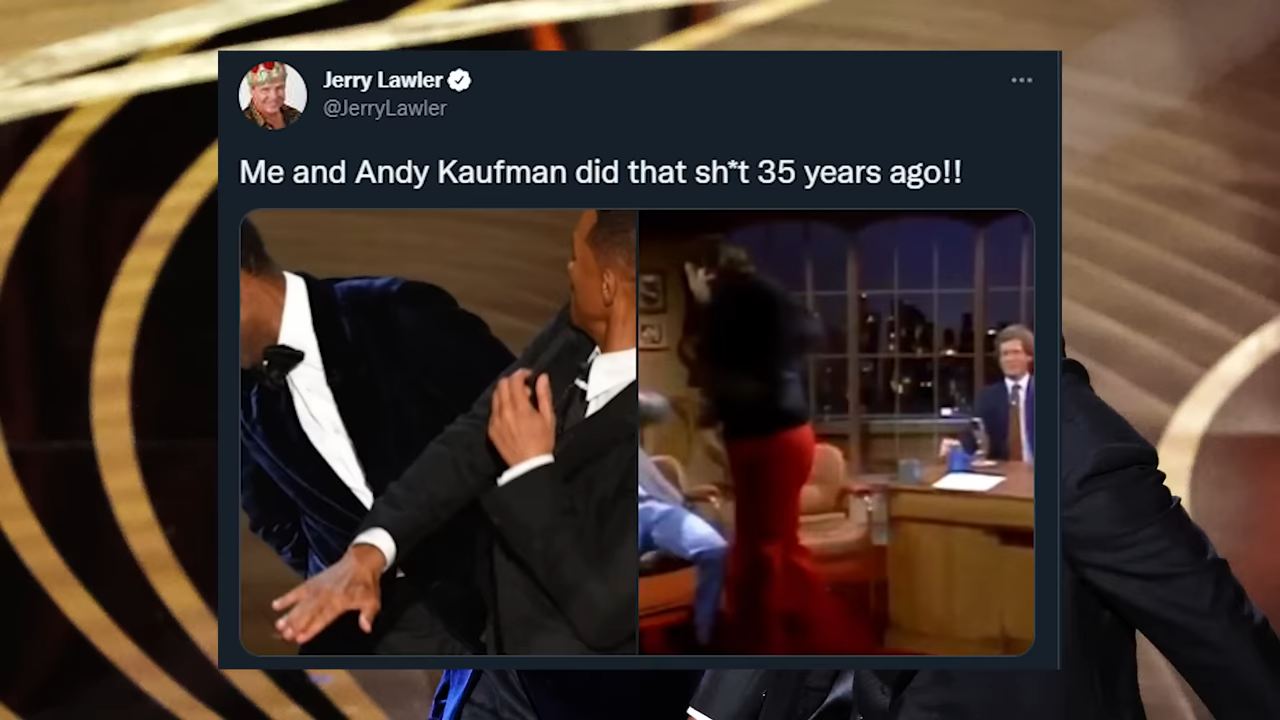 Jerry Lawler
@JerryLawler
Me and Andy Kaufman did that sh*t 35 years ago!!